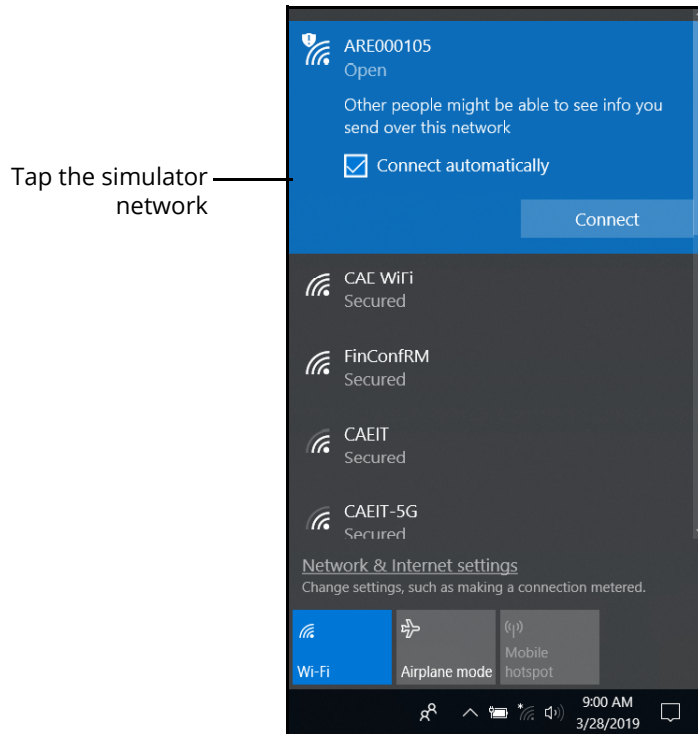 Tap the simulator
network
ARE000105
Open
Other people might be able to see info you
send over this network
Connect automatically
Connect
CAE WiFi
Secured
FinConfRM
Secured
CAEIT
Secured
CAEIT-5G
Secured
Network & Internet settings
Change settings, such as making a connection metered.
Wi-Fi
Airplane mode
Mobile
hotspot
9:00 AM
3/28/2019